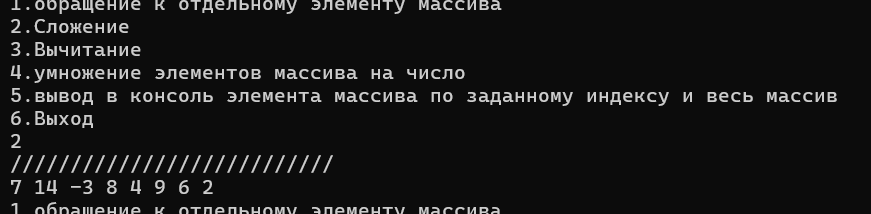 1.обращение к отдельному элементу массива
2.Сложение
3.Вычитание
4.умножение элементов массива на число
5.вывод в консоль элемента массива по заданному индексу и весь массив
6.Выход
2
///////////////////////////
7 14 -3 8 4 9 6 2
1.обращение к отдельному элементу массива